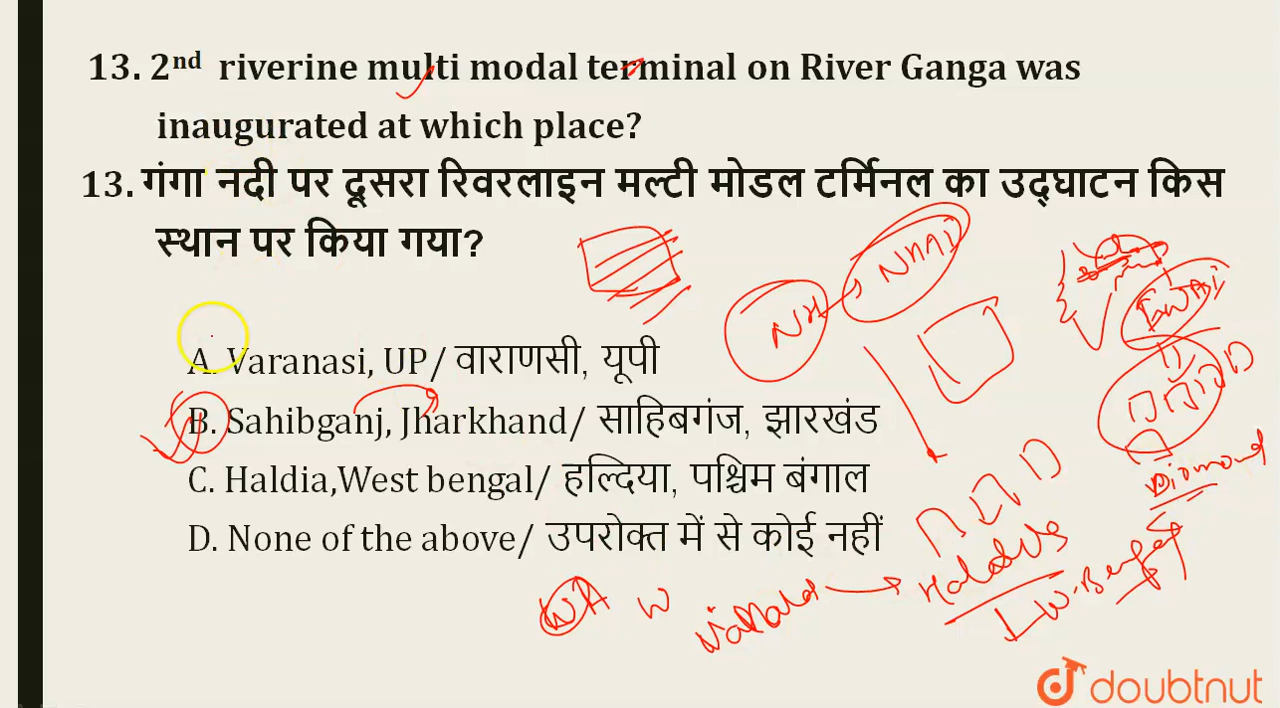 13. 2nd riverine multi modal terminal on River Ganga was
inaugurated at which place?
13. गंगा नदी पर दूसरा रिवरलाइन मल्टी मोडल टर्मिनल का उद्घाटन किस
स्थान पर किया गया?
NH → NHAI
IWAI
A. Varanasi, UP/ वाराणसी, यूपी
B. Sahibganj, Jharkhand/ साहिबगंज, झारखंड
C. Haldia,West bengal/ हल्दिया, पश्चिम बंगाल
Diamond
D. None of the above/ उपरोक्त में से कोई नहीं
W.Bengal
doubtnut